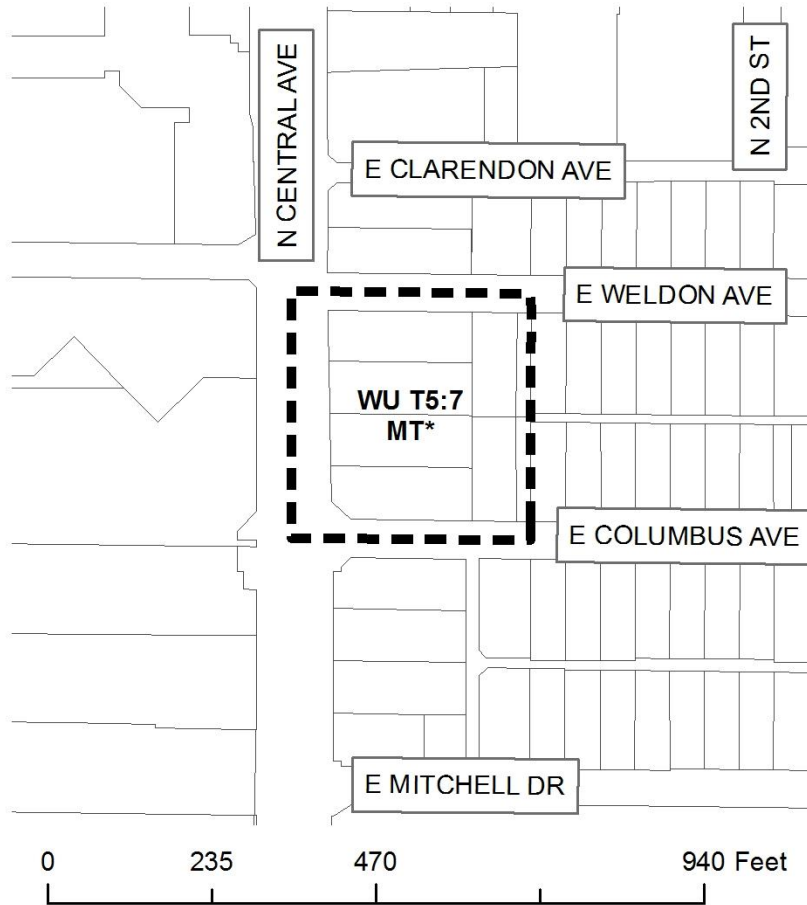 N CENTRAL AVE
N 2ND ST
E CLARENDON AVE
E WELDON AVE
WU T5:7
MT*
E COLUMBUS AVE
E MITCHELL DR
0 235 470 940 Feet